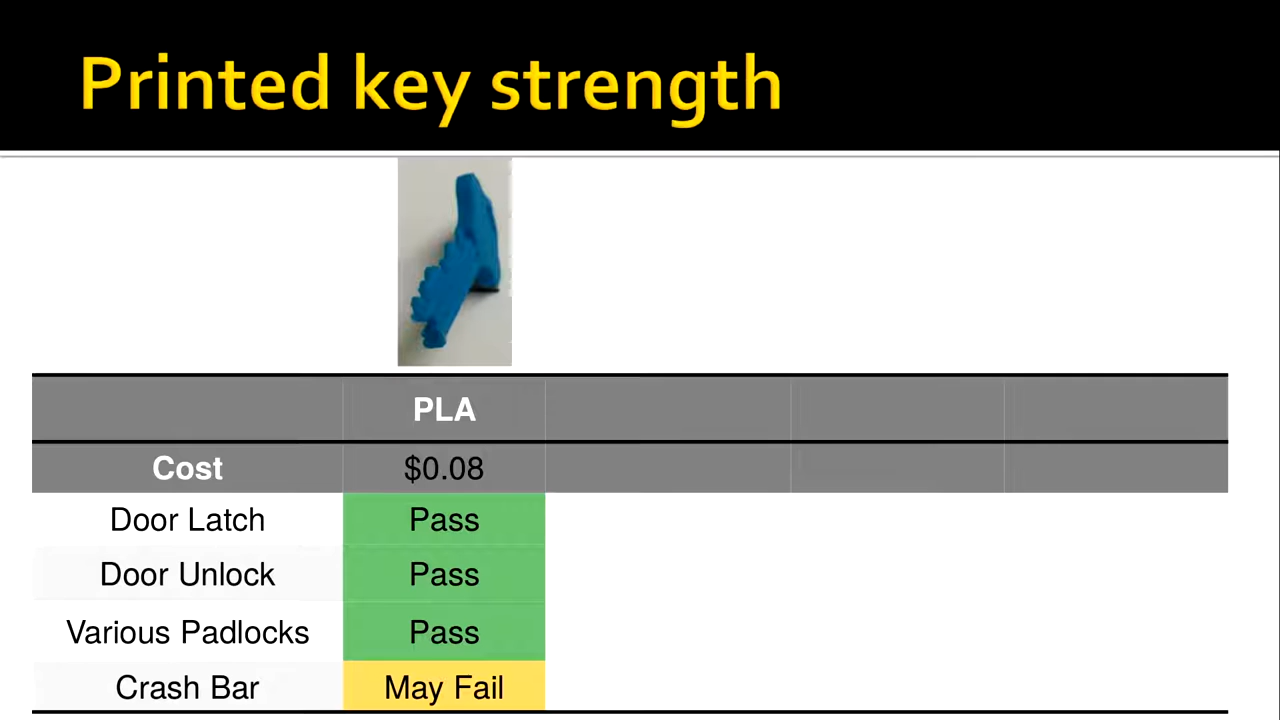 Printed key strength
PLA
Cost $0.08
Door Latch Pass
Door Unlock Pass
Various Padlocks Pass
Crash Bar May Fail